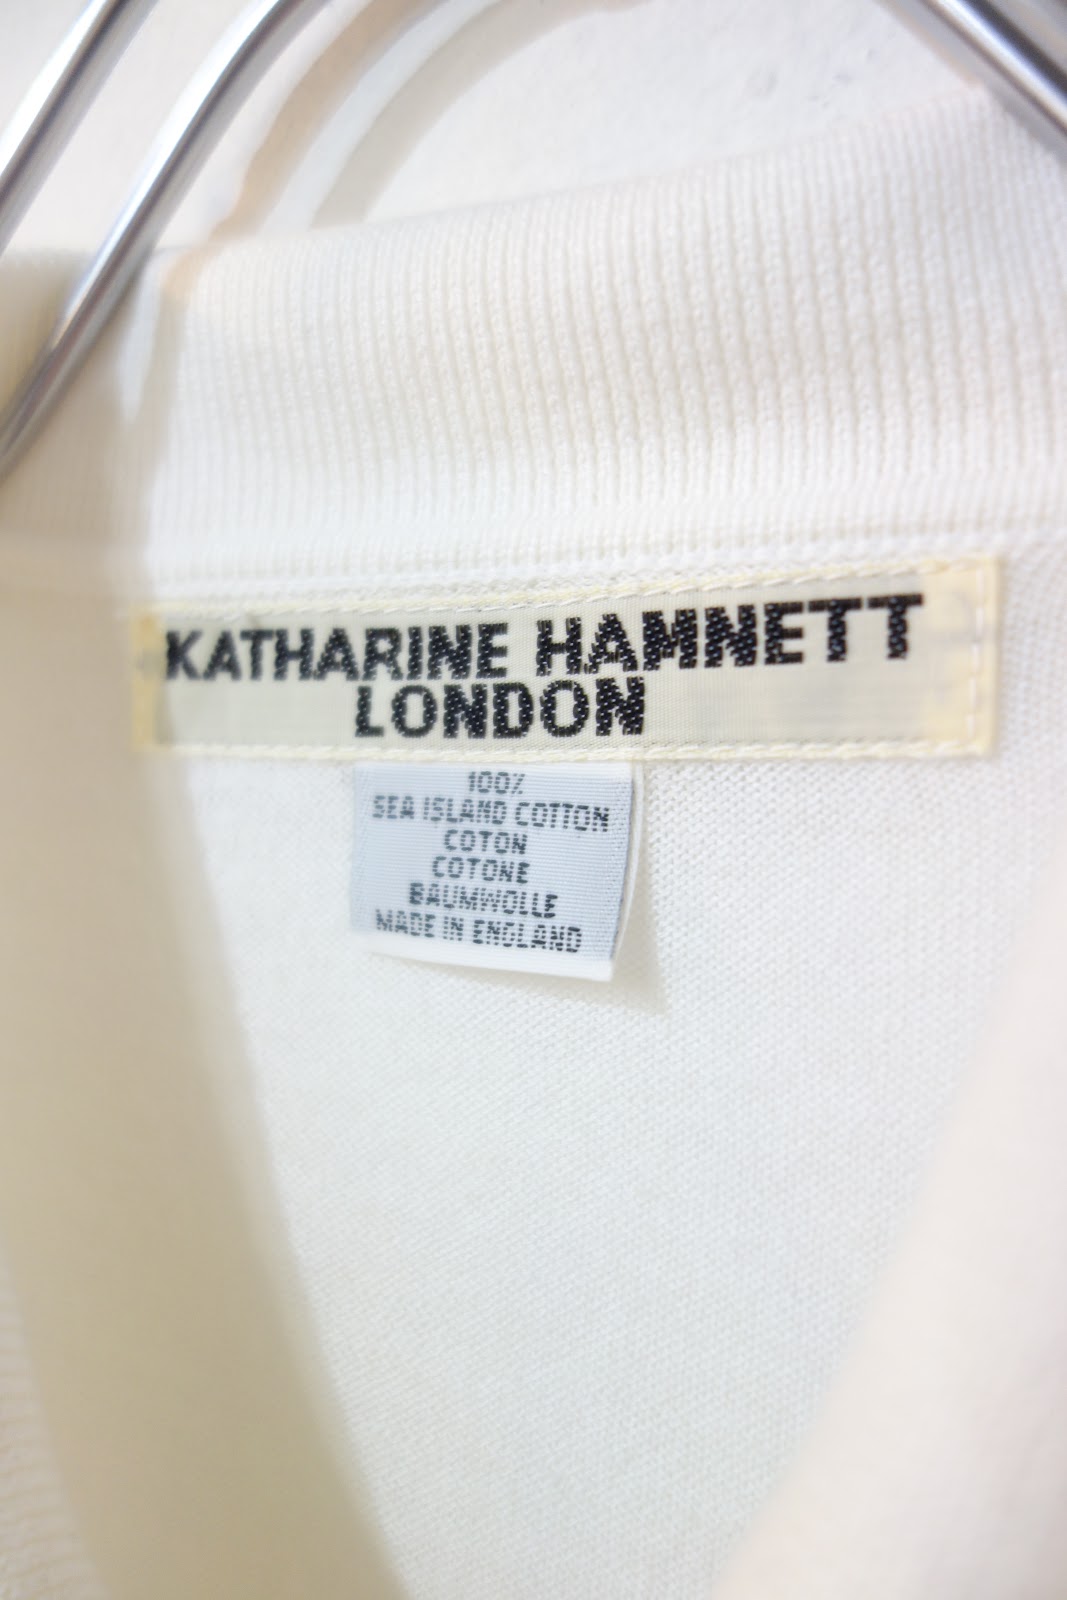 KATHARINE HAMNETT
LONDON
100%
SEA ISLAND COTTON
COTON
COTONE
BAUMWOLLE
MADE IN ENGLAND